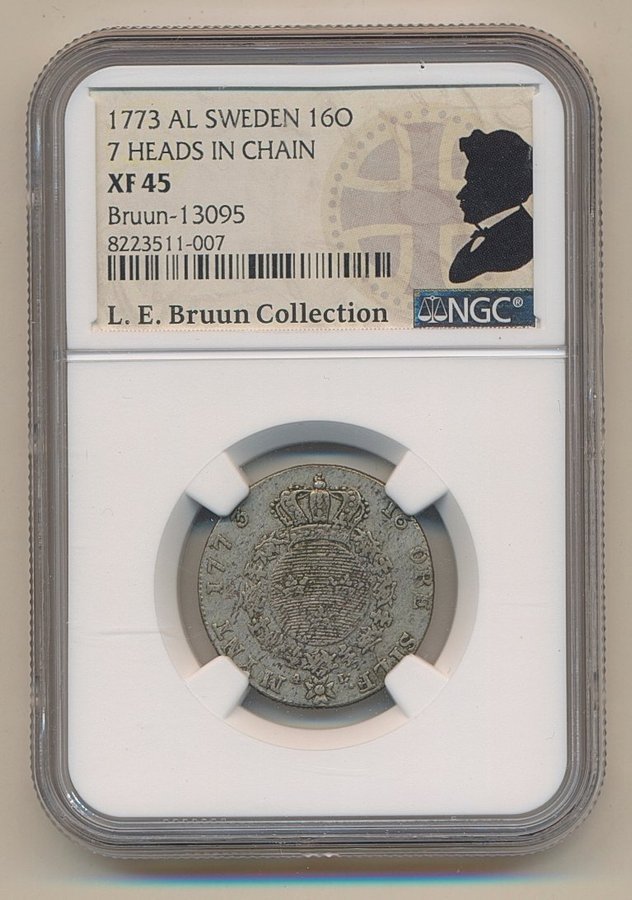 1773 AL SWEDEN 16O
7 HEADS IN CHAIN
XF 45
Bruun-13095
8223511-007
L. E. Bruun Collection
NGC®
16 ORE SILF MYNT 1773